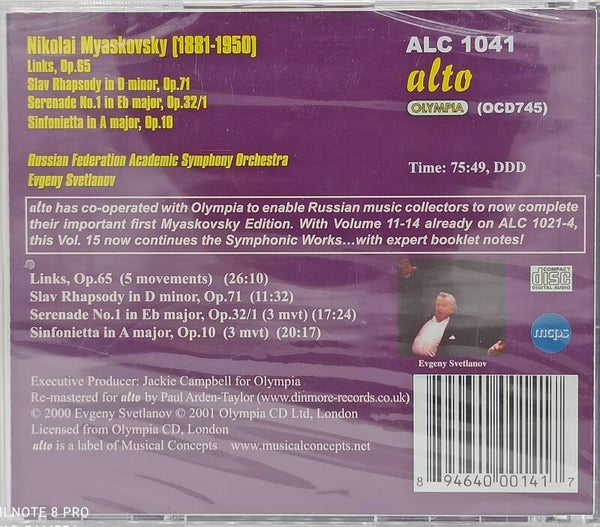 Nikolai Myaskovsky (1881-1950)
Links, Op.65
Slav Rhapsody in D minor, Op.71
Serenade No.1 in Eb major, Op.32/1
Sinfonietta in A major, Op.10
Russian Federation Academic Symphony Orchestra
Evgeny Svetlanov
ALC 1041
alto
OLYMPIA (OCD745)
Time: 75:49, DDD
alto has co-operated with Olympia to enable Russian music collectors to now complete
their important first Myaskovsky Edition. With Volume 11-14 already on ALC 1021-4,
this Vol. 15 now continues the Symphonic Works...with expert booklet notes!
Links, Op.65 (5 movements) (26:10)
Slav Rhapsody in D minor, Op.71 (11:32)
Serenade No.1 in Eb major, Op.32/1 (3 mvt) (17:24)
Sinfonietta in A major, Op.10 (3 mvt) (20:17)
Evgeny Svetlanov
COMPACT
disc
DIGITAL AUDIO
mcps
Executive Producer: Jackie Campbell for Olympia
Re-mastered for alto by Paul Arden-Taylor (www.dinmore-records.co.uk)
© 2000 Evgeny Svetlanov © 2001 Olympia CD Ltd, London
Licensed from Olympia CD, London
alto is a label of Musical Concepts www.musicalconcepts.net
8 94640 00141 7
NOTE 8 PRO